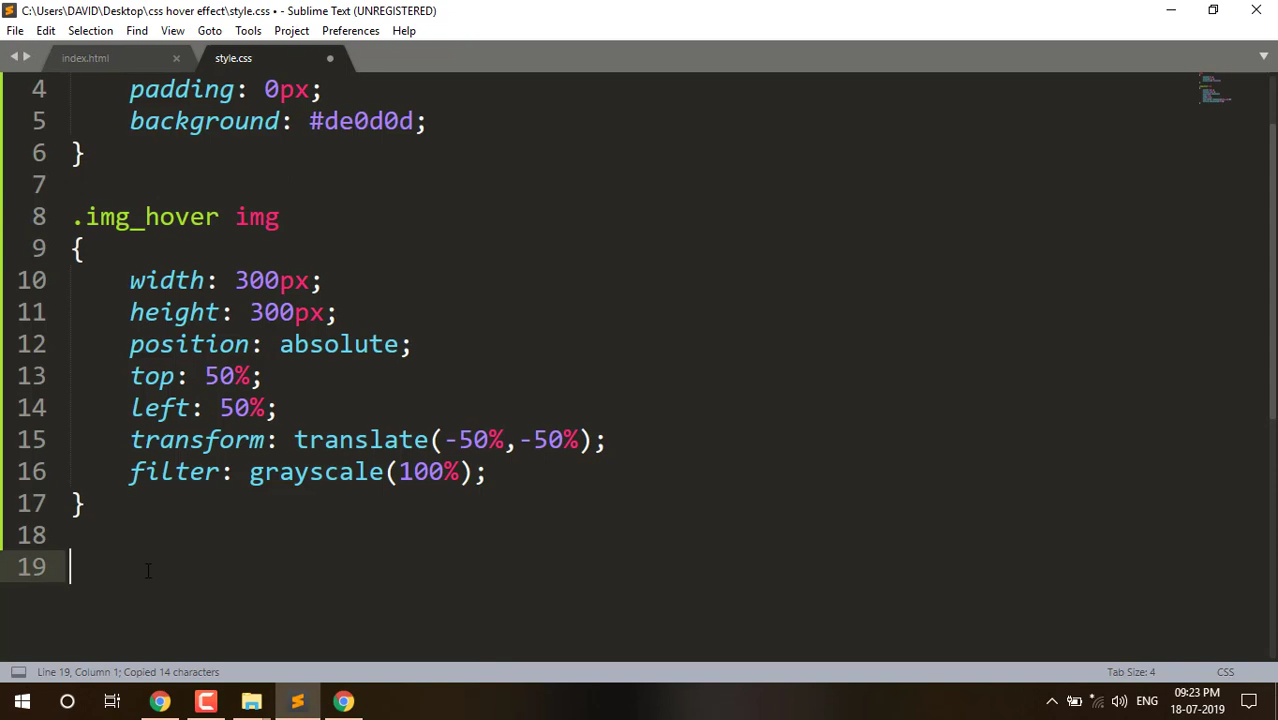 C:\Users\DAVID\Desktop\css hover effect\style.css • - Sublime Text (UNREGISTERED)
File Edit Selection Find View Goto Tools Project Preferences Help
index.html × style.css
4 padding: 0px;
5 background: #de0d0d;
6 }
7
8 .img_hover img
9 {
10 width: 300px;
11 height: 300px;
12 position: absolute;
13 top: 50%;
14 left: 50%;
15 transform: translate(-50%,-50%);
16 filter: grayscale(100%);
17 }
18
19
Line 19, Column 1; Copied 14 characters Tab Size: 4 CSS
ENG 09:23 PM
18-07-2019